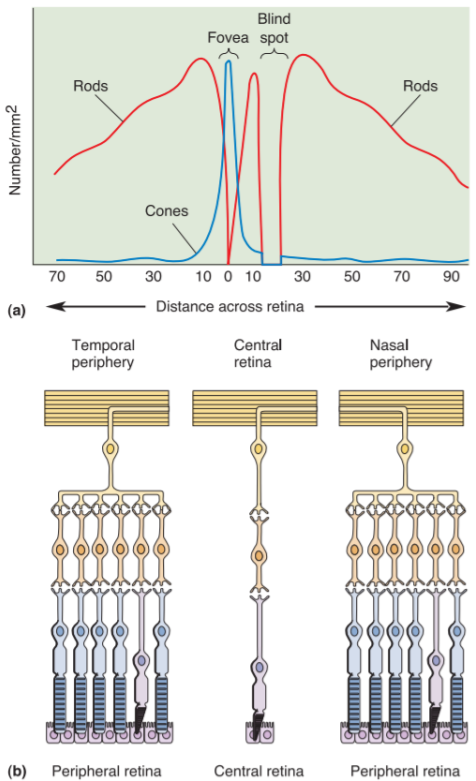 Blind
Fovea spot
Rods
Rods
Number/mm2
Cones
70 50 30 10 0 10 30 50 70 90
(a) Distance across retina
Temporal Central Nasal
periphery retina periphery
(b) Peripheral retina Central retina Peripheral retina